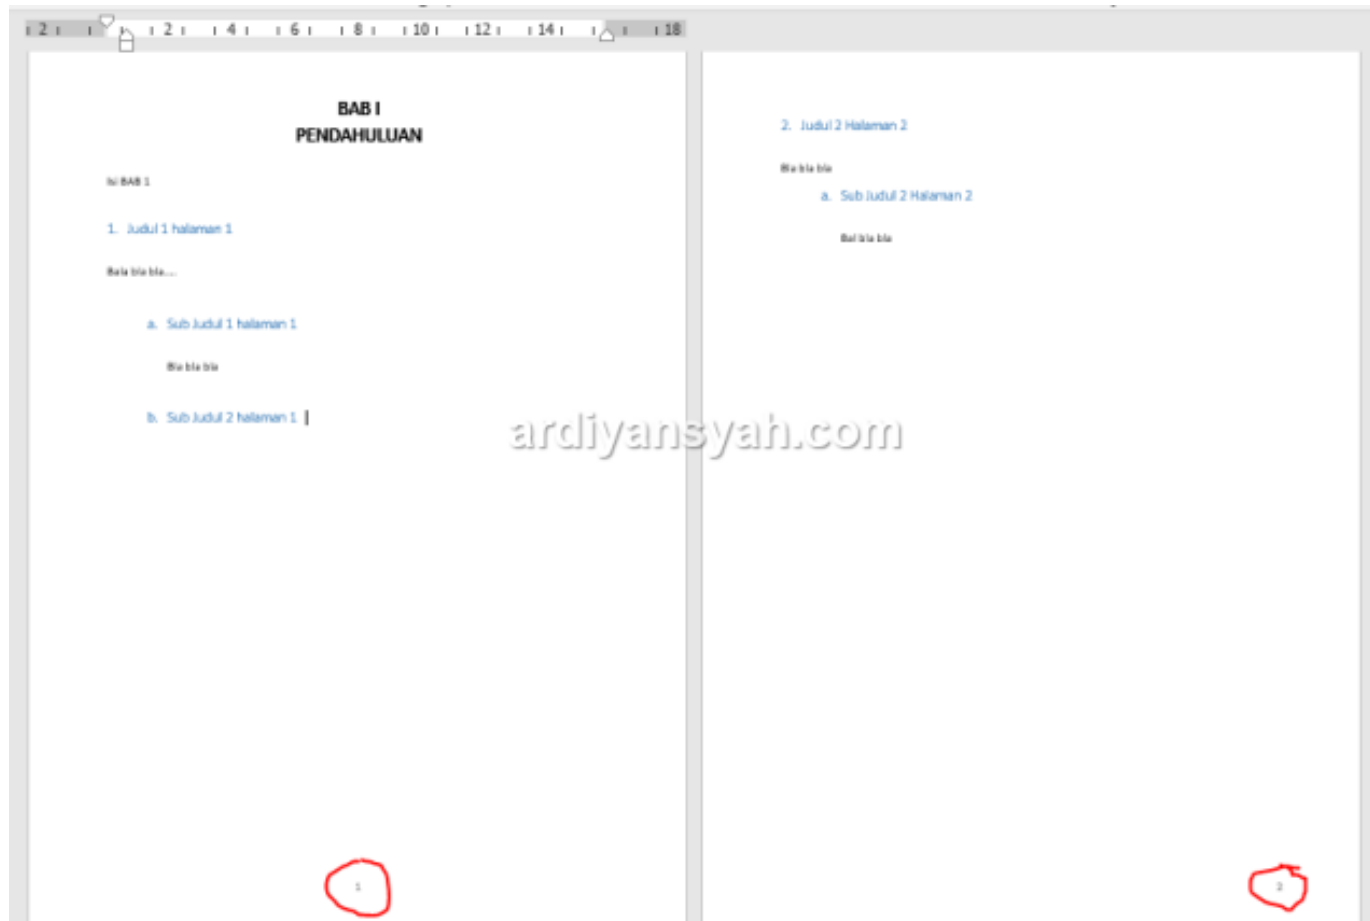 2 2 4 6 8 10 12 14 18
BAB I
PENDAHULUAN
Isi BAB 1
1. Judul 1 halaman 1
Bala bla bla....
a. Sub Judul 1 halaman 1
Bla bla bla
b. Sub Judul 2 halaman 1
1
2. Judul 2 Halaman 2
Bla bla bla
a. Sub Judul 2 Halaman 2
Bal bla bla
2
ardiyansyah.com